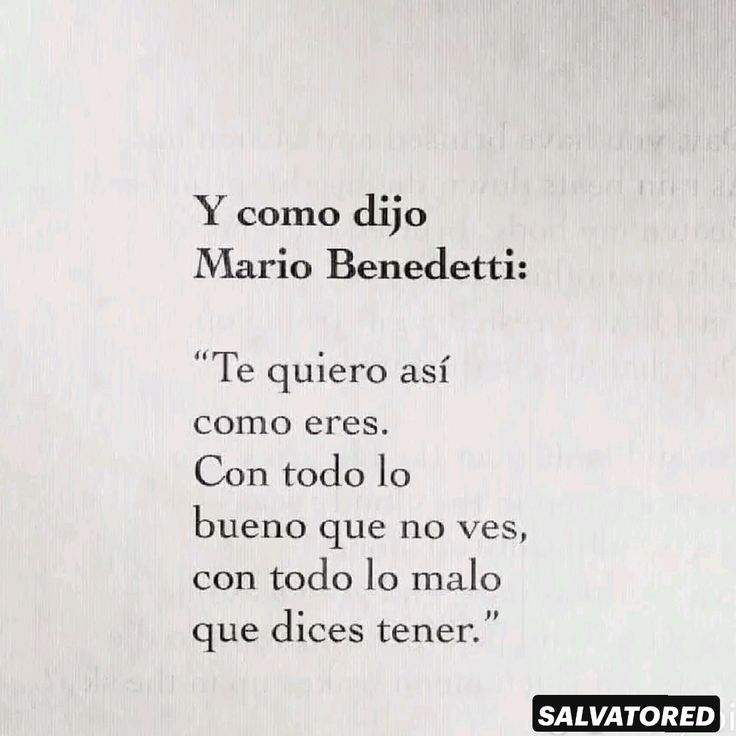 Y como dijo
Mario Benedetti:
“Te quiero así
como eres.
Con todo lo
bueno que no ves,
con todo lo malo
que dices tener.”
SALVATORED